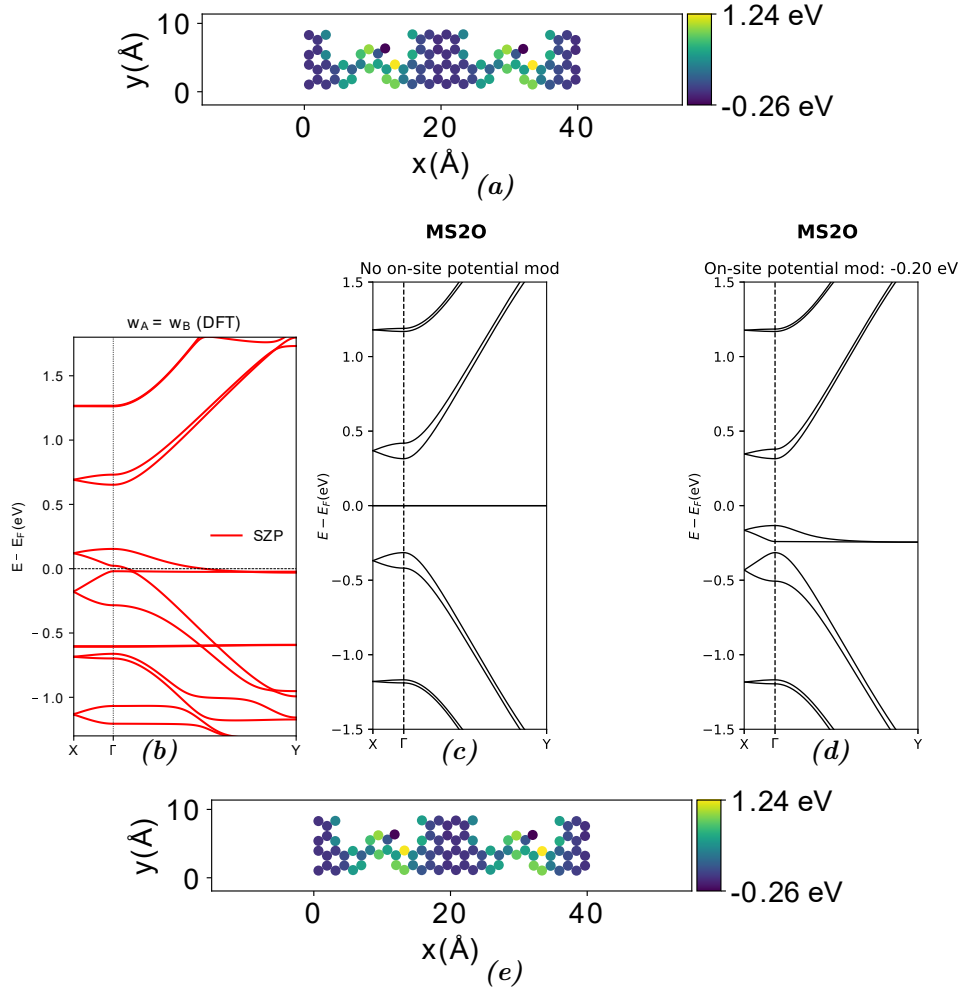 10
0
y(Å)
0
20
40
x(Å)
1.24 eV
-0.26 eV
(a)
MS2O
No on-site potential mod
MS2O
On-site potential mod: -0.20 eV
w_A = w_B (DFT)
SZP
E − E_F(eV)
1.5
1.0
0.5
0.0
−0.5
−1.0
X
Γ
Y
(b)
E − E_F(eV)
1.5
1.0
0.5
0.0
−0.5
−1.0
−1.5
X
Γ
Y
(c)
E − E_F(eV)
1.5
1.0
0.5
0.0
−0.5
−1.0
−1.5
X
Γ
Y
(d)
10
0
y(Å)
0
20
40
x(Å)
1.24 eV
-0.26 eV
(e)